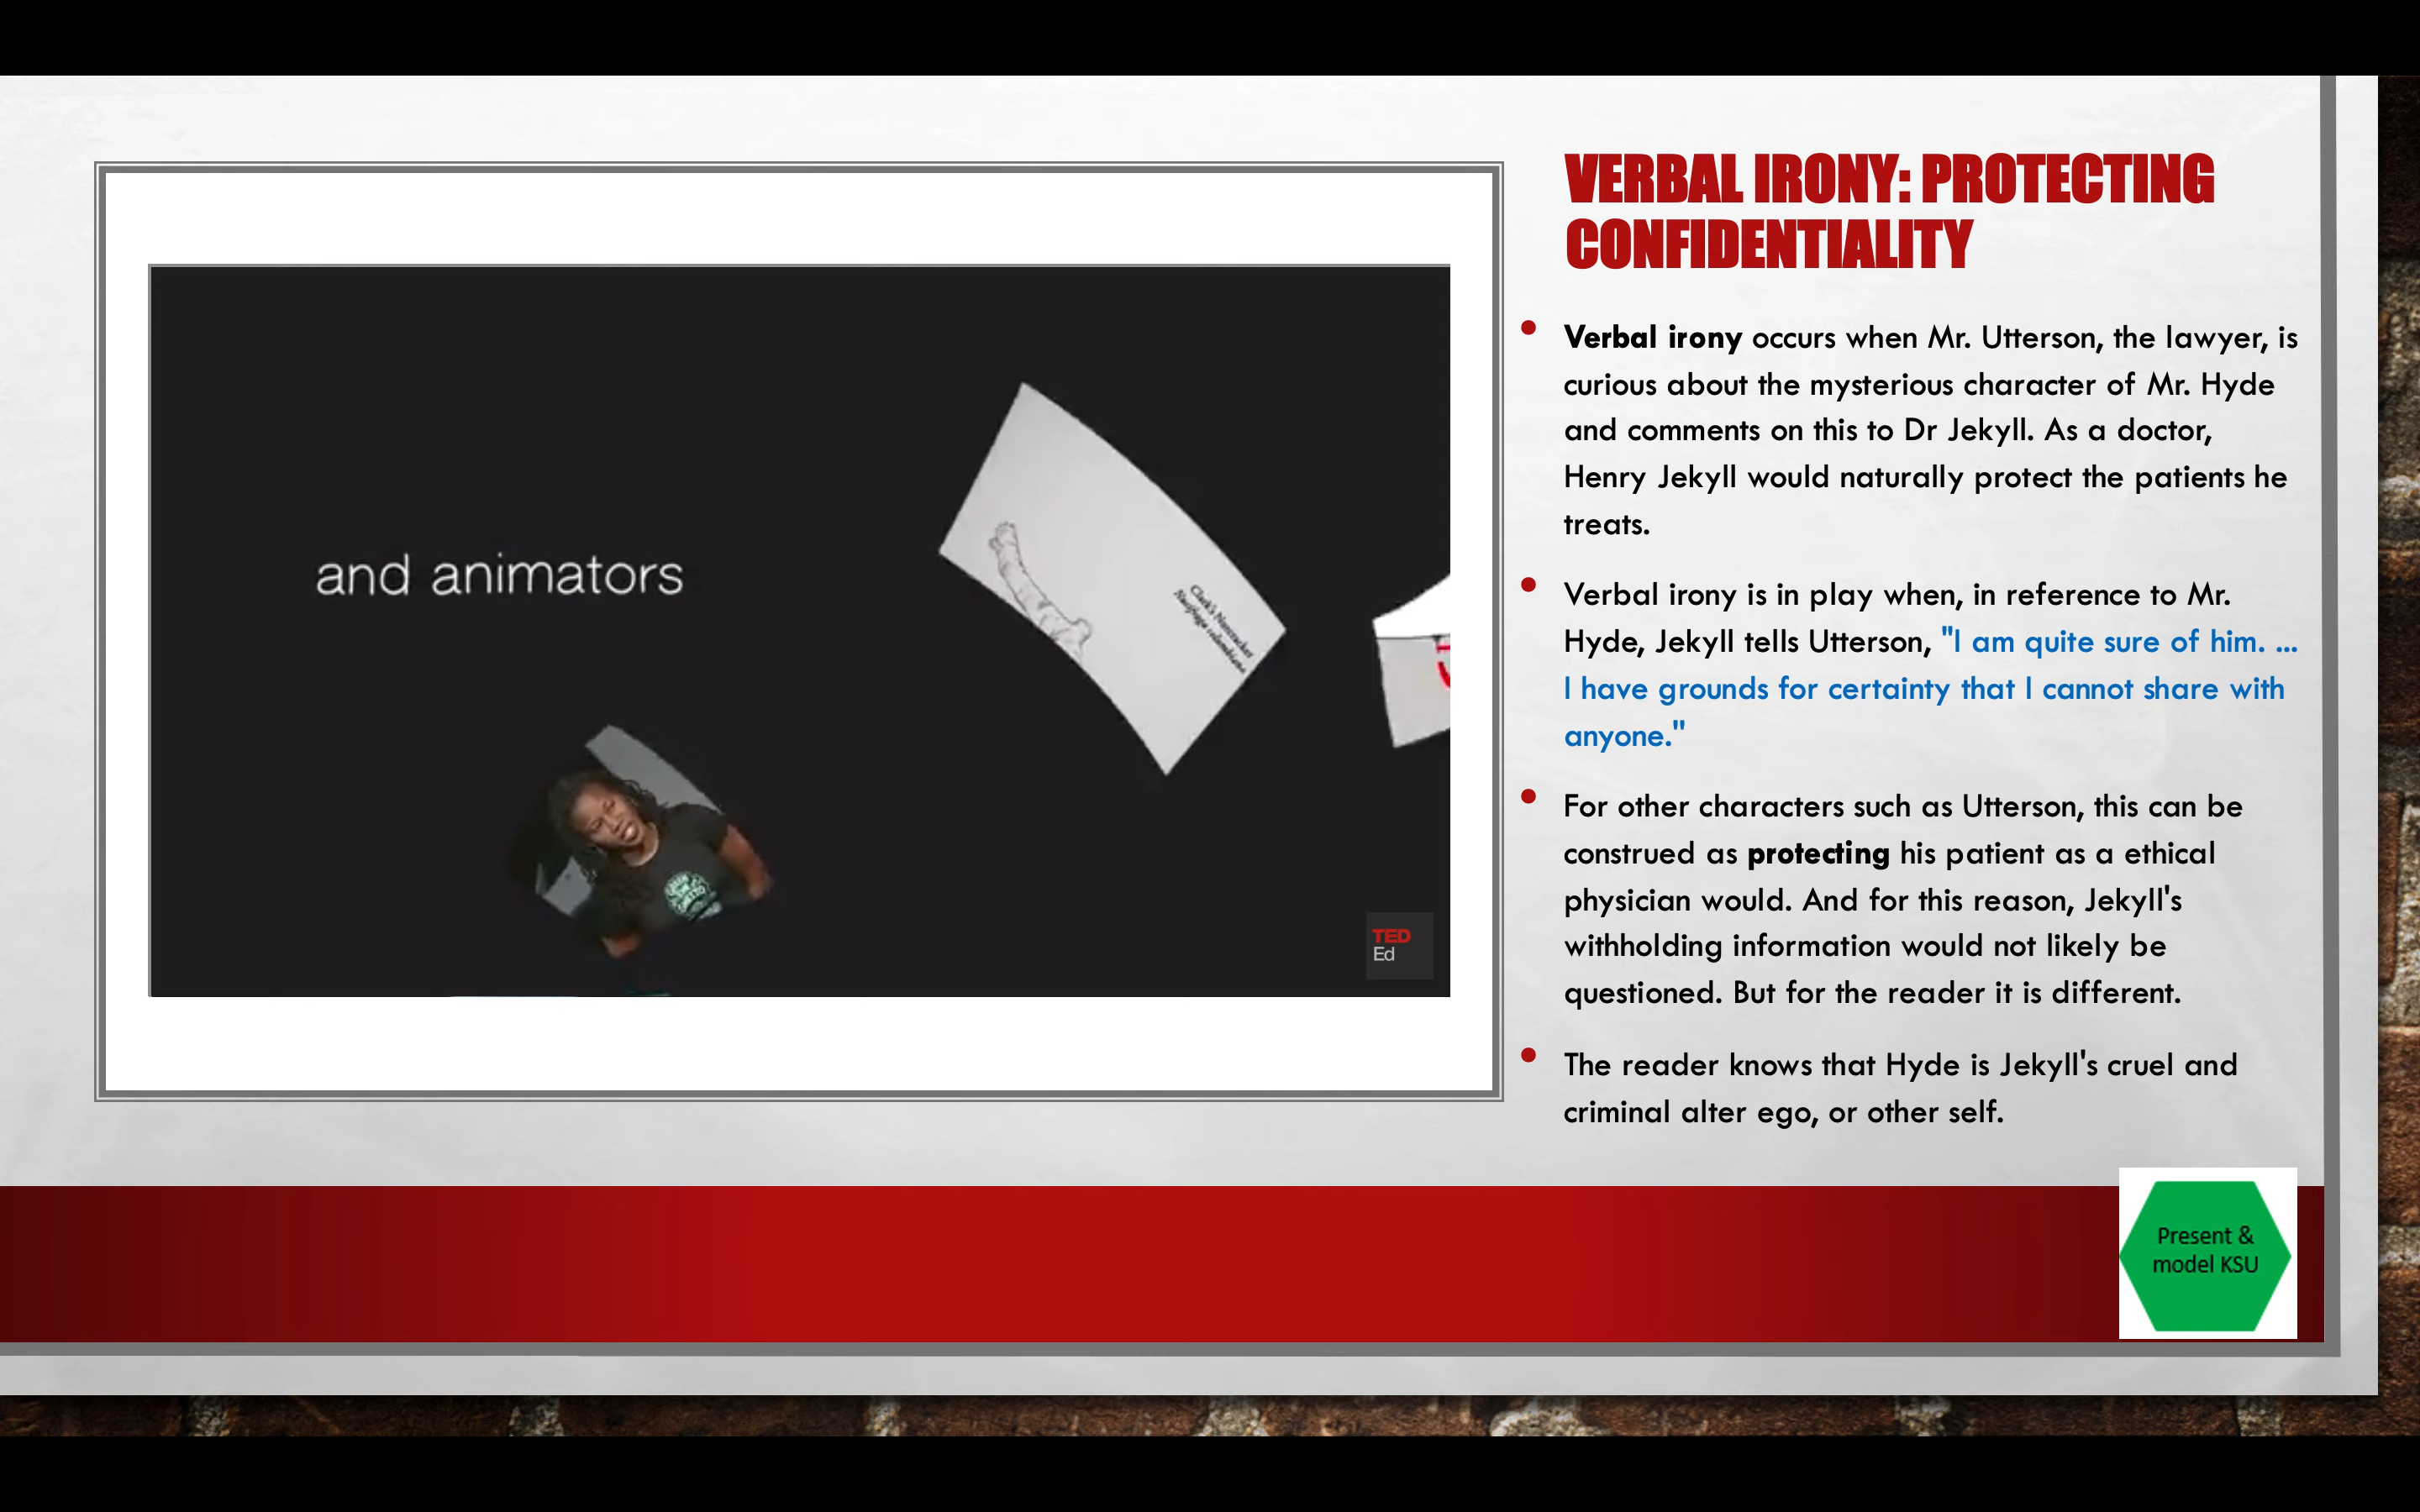 VERBAL IRONY: PROTECTING
CONFIDENTIALITY
and animators
Clark's Nutcracker
Nucifraga columbiana
TED
Ed
• Verbal irony occurs when Mr. Utterson, the lawyer, is
curious about the mysterious character of Mr. Hyde
and comments on this to Dr Jekyll. As a doctor,
Henry Jekyll would naturally protect the patients he
treats.
• Verbal irony is in play when, in reference to Mr.
Hyde, Jekyll tells Utterson, "I am quite sure of him. ...
I have grounds for certainty that I cannot share with
anyone."
• For other characters such as Utterson, this can be
construed as protecting his patient as a ethical
physician would. And for this reason, Jekyll's
withholding information would not likely be
questioned. But for the reader it is different.
• The reader knows that Hyde is Jekyll's cruel and
criminal alter ego, or other self.
Present &
model KSU